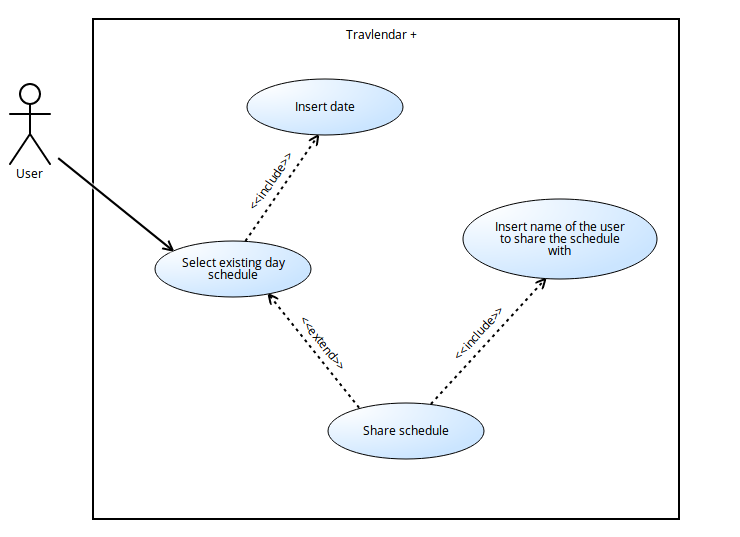 Travlendar +
Insert date
User
<<include>>
Insert name of the user
to share the schedule
with
Select existing day
schedule
<<extend>>
<<include>>
Share schedule